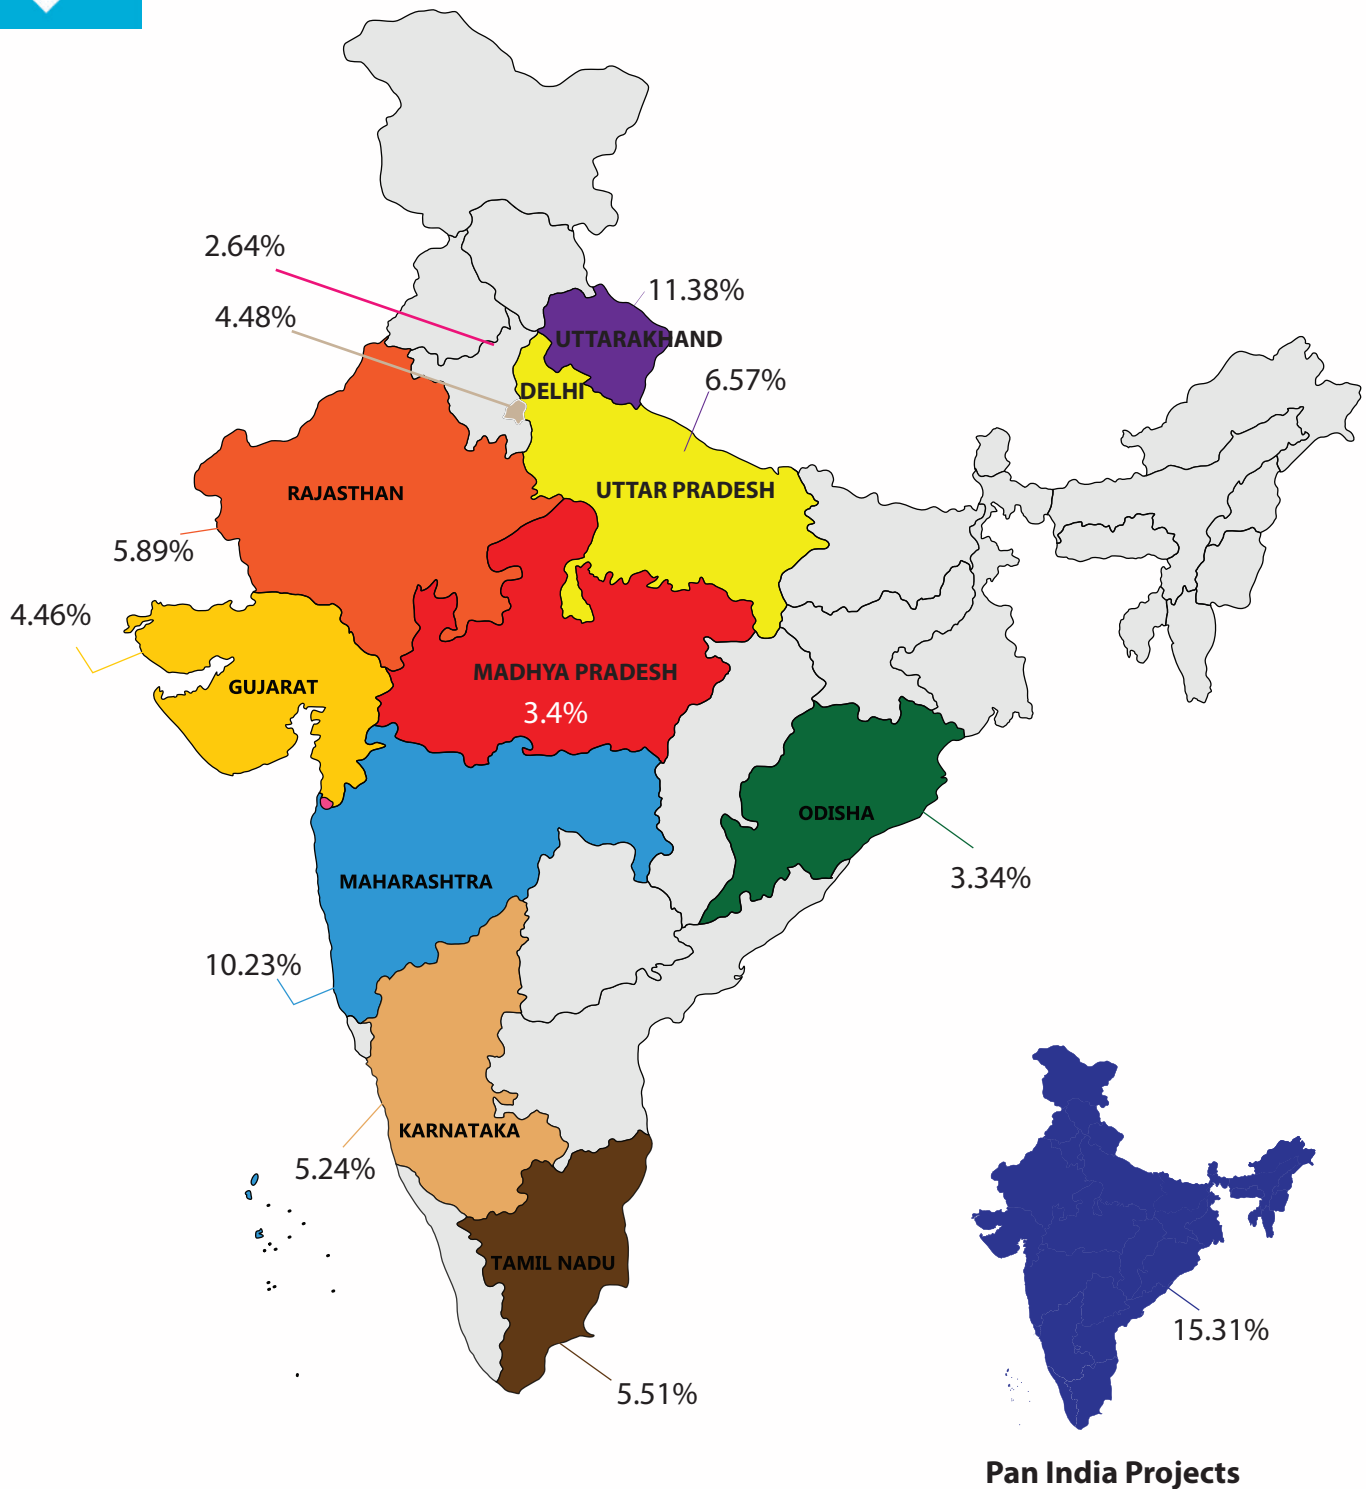 2.64%
11.38%
4.48%
UTTARAKHAND
6.57%
DELHI
RAJASTHAN
UTTAR PRADESH
5.89%
4.46%
MADHYA PRADESH
GUJARAT
3.4%
ODISHA
3.34%
MAHARASHTRA
10.23%
KARNATAKA
5.24%
TAMIL NADU
15.31%
5.51%
Pan India Projects